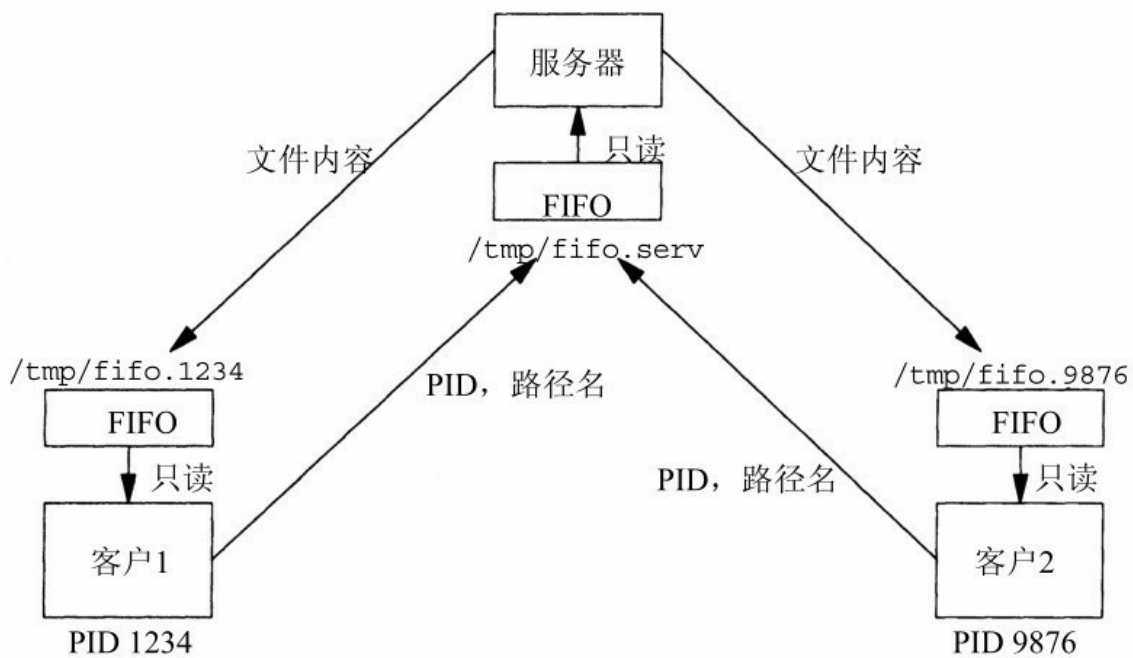 服务器
只读
文件内容
文件内容
FIFO
/tmp/fifo.serv
/tmp/fifo.1234
/tmp/fifo.9876
PID，路径名
FIFO
FIFO
只读
PID，路径名
只读
客户1
客户2
PID 1234
PID 9876